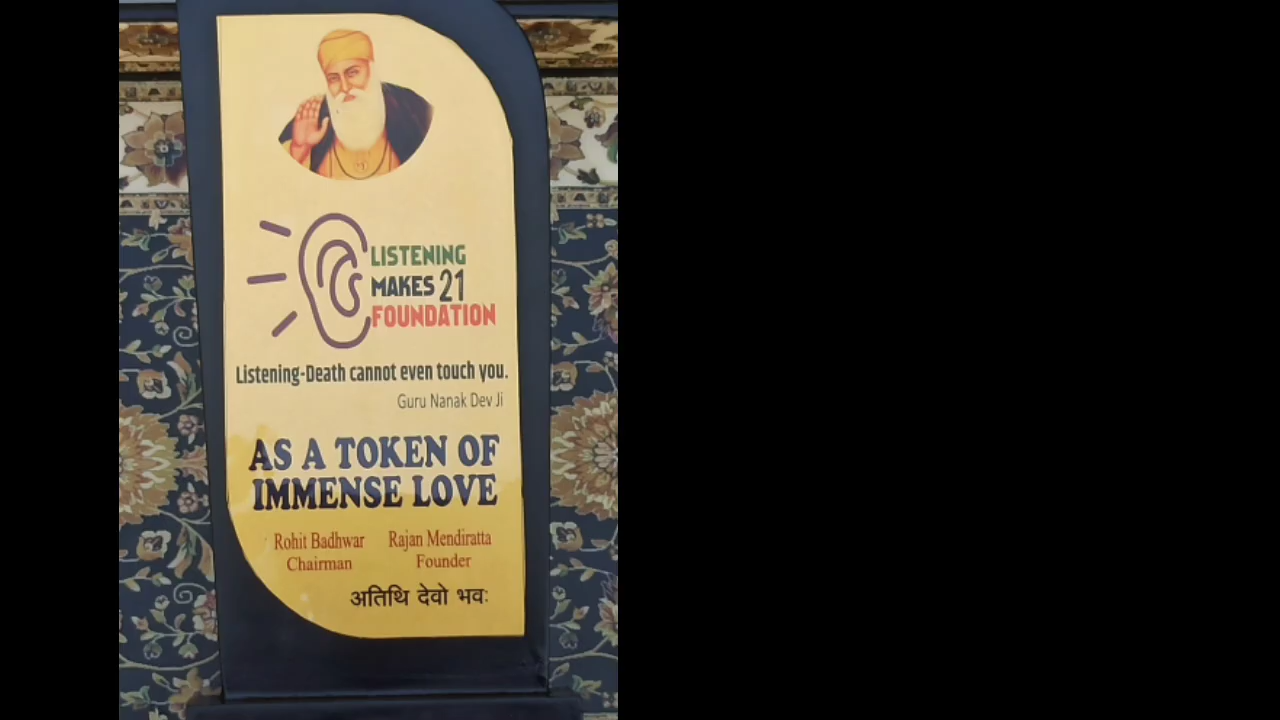 LISTENING
MAKES 21
FOUNDATION
Listening-Death cannot even touch you.
Guru Nanak Dev Ji
AS A TOKEN OF
IMMENSE LOVE
Rohit Badhwar Rajan Mendiratta
Chairman Founder
अतिथि देवो भवः